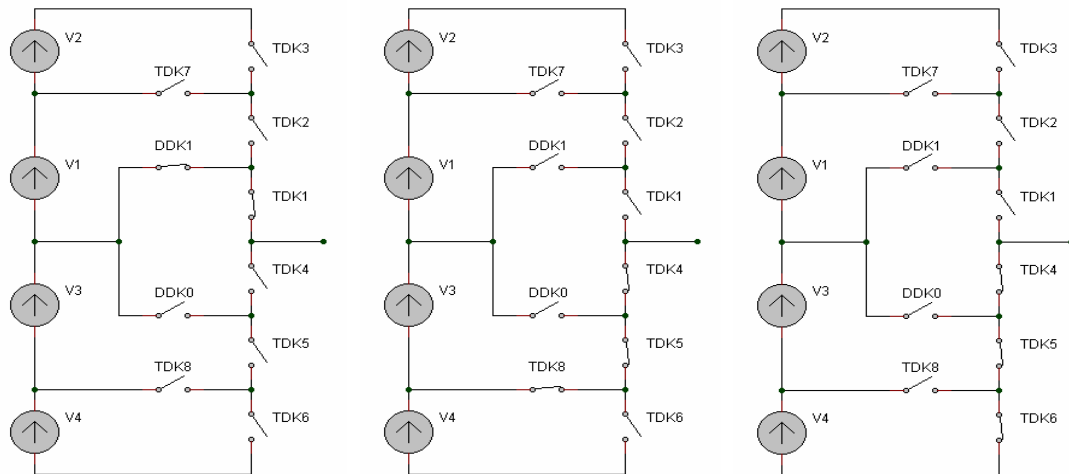 V2
TDK3
TDK7
TDK2
V1
DDK1
TDK1
TDK4
V3
DDK0
TDK5
TDK8
V4
TDK6
V2
TDK3
TDK7
TDK2
V1
DDK1
TDK1
TDK4
V3
DDK0
TDK5
TDK8
V4
TDK6
V2
TDK3
TDK7
TDK2
V1
DDK1
TDK1
TDK4
V3
DDK0
TDK5
TDK8
V4
TDK6